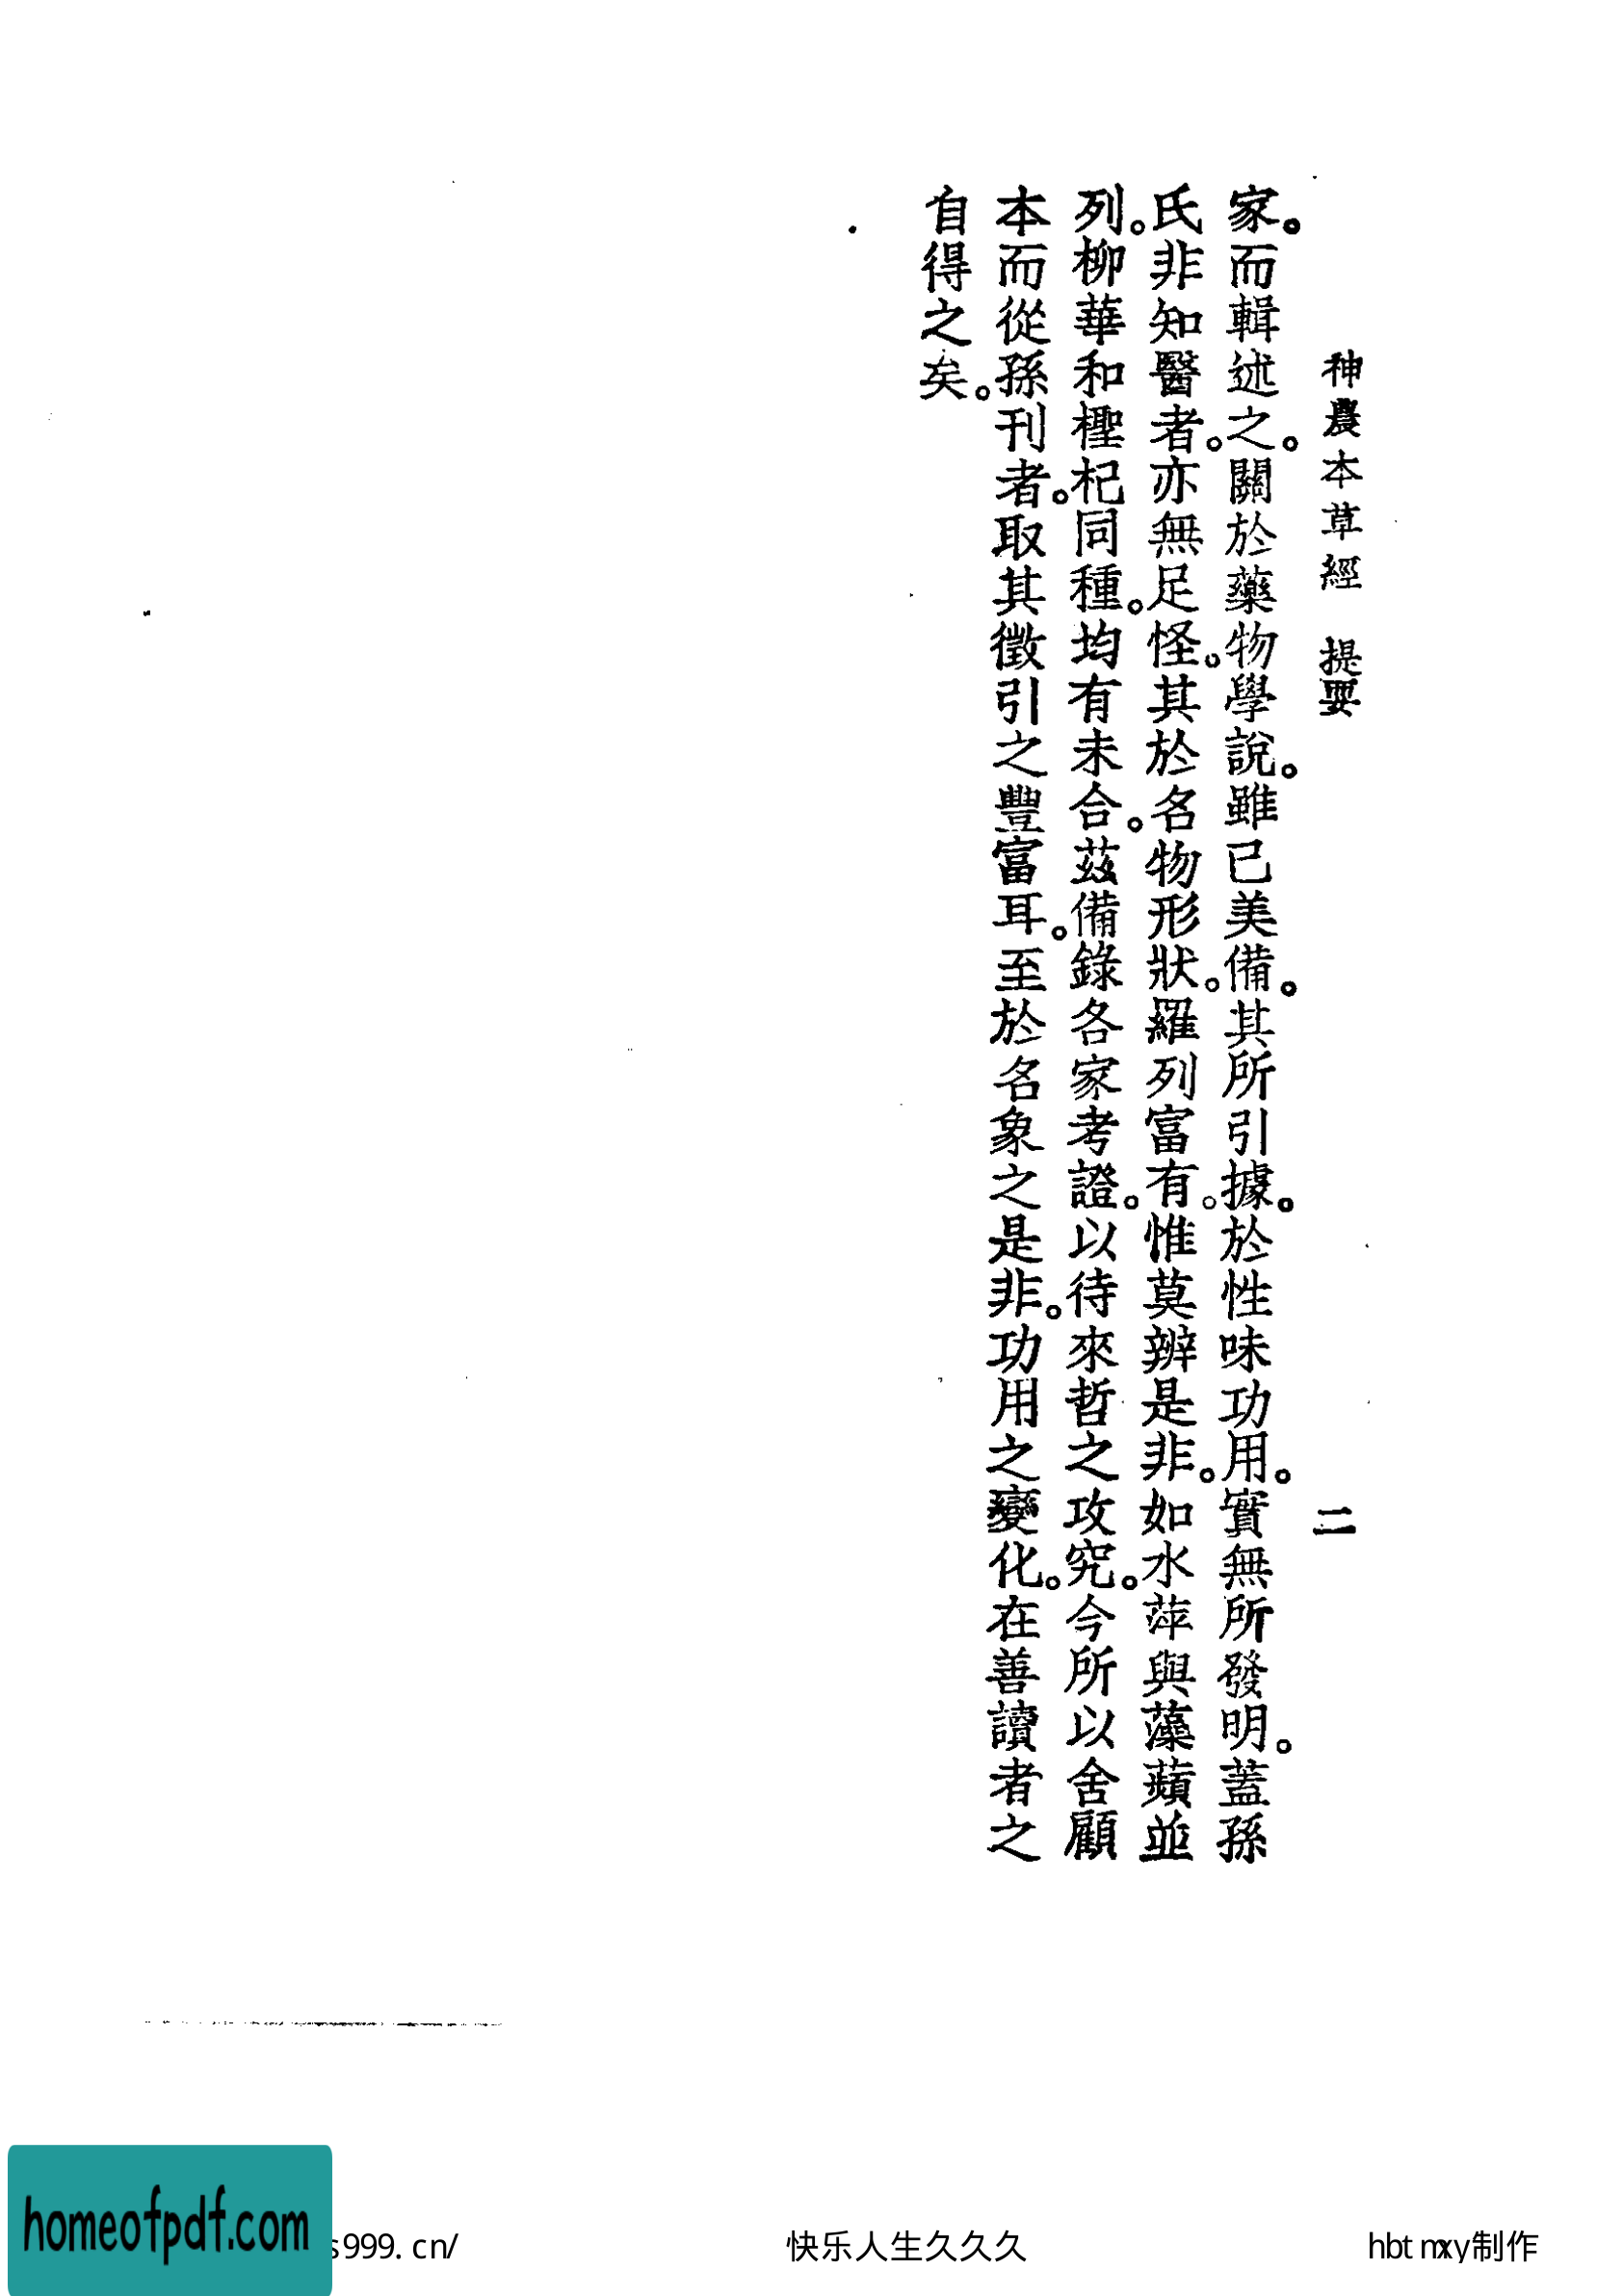 神農本草經　提要　二
家。而輯述之。關於藥物學說。雖已美備。其所引據。於性味功用。實無所發明。蓋孫
氏非知醫者。亦無足怪。其於名物形狀。羅列富有。惟莫辨是非。如水萍與藻蘋並
列。柳華和檉杞同種。均有未合。茲備錄各家考證。以待來哲之攻究。今所以舍顧
本而從孫刊者。取其徵引之豐富耳。至於名象之是非。功用之變化。在善讀者之
自得之矣。
homeofpdf.com
s999.cn/
快乐人生久久久
hbtmxy制作